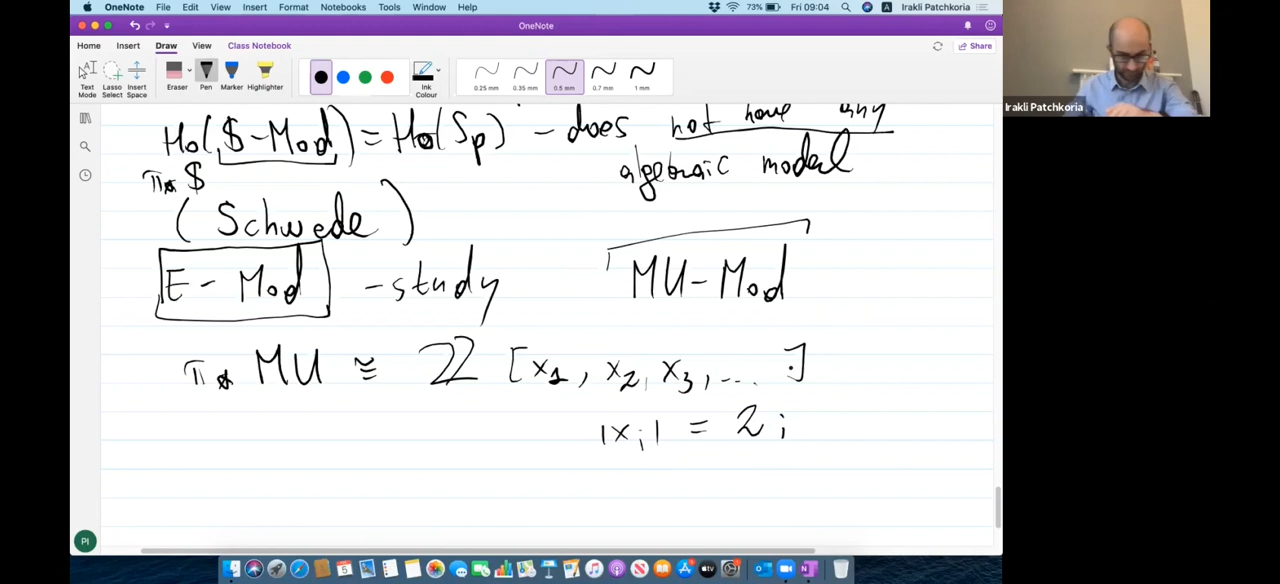 OneNote File Edit View Insert Format Notebooks Tools Window Help 73% Fri 09:04 Irakli Patchkoria
OneNote
Home Insert Draw View Class Notebook Share
Text Mode Lasso Select Insert Space Eraser Pen Marker Highlighter Ink Colour 0.25 mm 0.35 mm 0.5 mm 0.7 mm 1 mm
Irakli Patchkoria
Ho($-Mod) = Ho(Sp) - does not have any
π* $ algebraic model
(Schwede)
E - Mod - study MU-Mod
π* MU ≅ ℤ [x1, x2, x3, ... ]
|xi| = 2i
PI